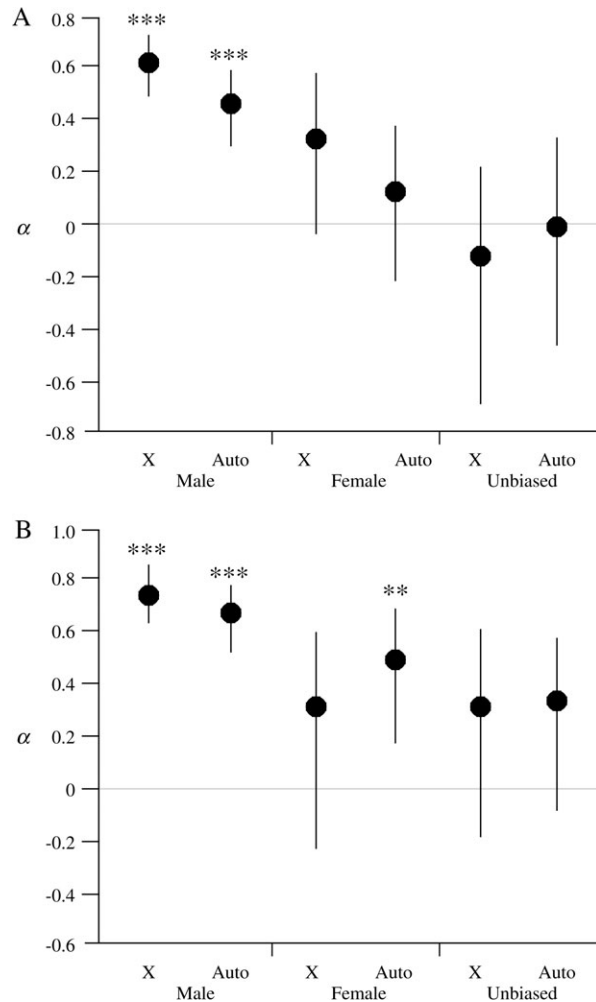 A
0.8
*** ***
0.6
0.4
0.2
α
0
-0.2
-0.4
-0.6
-0.8
X Auto X Auto X Auto
Male Female Unbiased
B
1.0
*** *** **
0.8
0.6
0.4
α
0.2
0
-0.2
-0.4
-0.6
X Auto X Auto X Auto
Male Female Unbiased